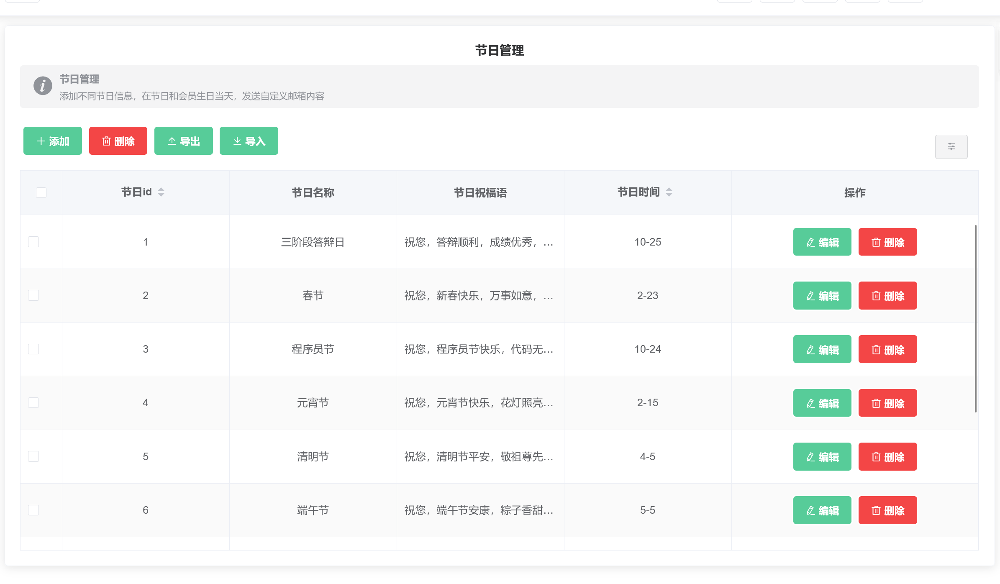 节日管理
节日管理
添加不同节日信息，在节日和会员生日当天，发送自定义邮箱内容
添加 删除 导出 导入
节日id 节日名称 节日祝福语 节日时间 操作
1 三阶段答辩日 祝您，答辩顺利，成绩优秀，... 10-25 编辑 删除
2 春节 祝您，新春快乐，万事如意，... 2-23 编辑 删除
3 程序员节 祝您，程序员节快乐，代码无... 10-24 编辑 删除
4 元宵节 祝您，元宵节快乐，花灯照亮... 2-15 编辑 删除
5 清明节 祝您，清明节平安，敬祖尊先... 4-5 编辑 删除
6 端午节 祝您，端午节安康，粽子香甜... 5-5 编辑 删除